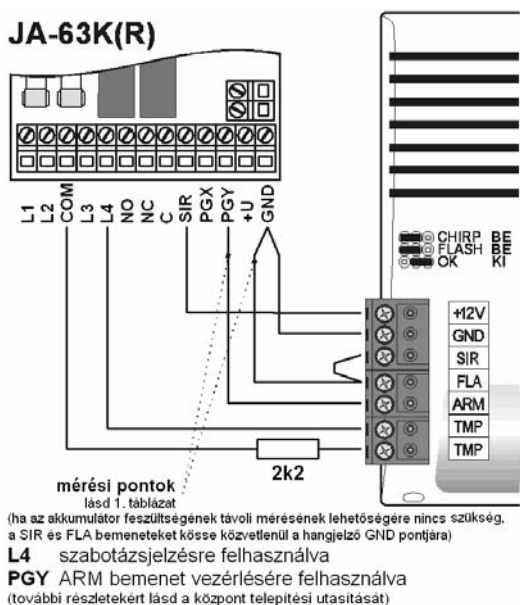 JA-63K(R)
L1
L2
COM
L3
L4
NO
NC
C
SIR
PGX
PGY
+U
GND
CHIRP BE
FLASH BE
OK KI
+12V
GND
SIR
FLA
ARM
TMP
TMP
2k2
mérési pontok
lásd 1. táblázat
(ha az akkumulátor feszültségének távoli mérésének lehetőségére nincs szükség,
a SIR és FLA bemeneteket kösse közvetlenül a hangjelző GND pontjára)
L4 szabotázsjelzésre felhasználva
PGY ARM bemenet vezérlésére felhasználva
(további részletekért lásd a központ telepítési utasítását)